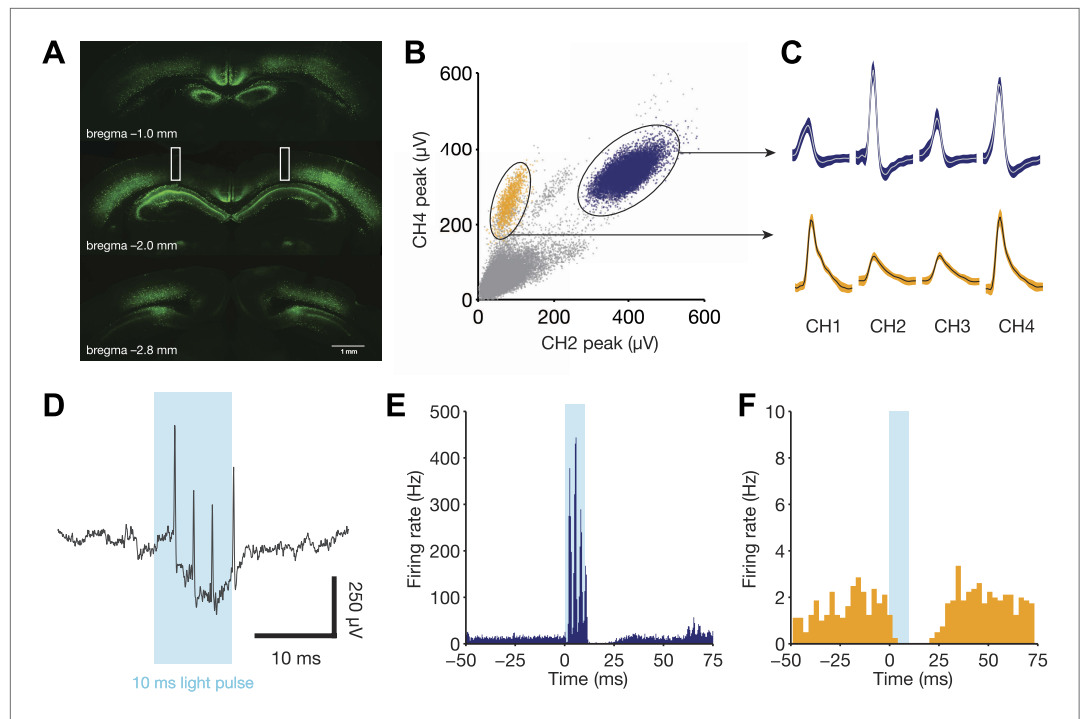 A
bregma –1.0 mm
bregma –2.0 mm
bregma –2.8 mm
1 mm
B
600
400
200
0
0
200
400
600
CH4 peak (µV)
CH2 peak (µV)
C
CH1
CH2
CH3
CH4
D
250 µV
10 ms
10 ms light pulse
E
500
400
300
200
100
0
−50
−25
0
25
50
75
Firing rate (Hz)
Time (ms)
F
10
8
6
4
2
0
−50
−25
0
25
50
75
Firing rate (Hz)
Time (ms)